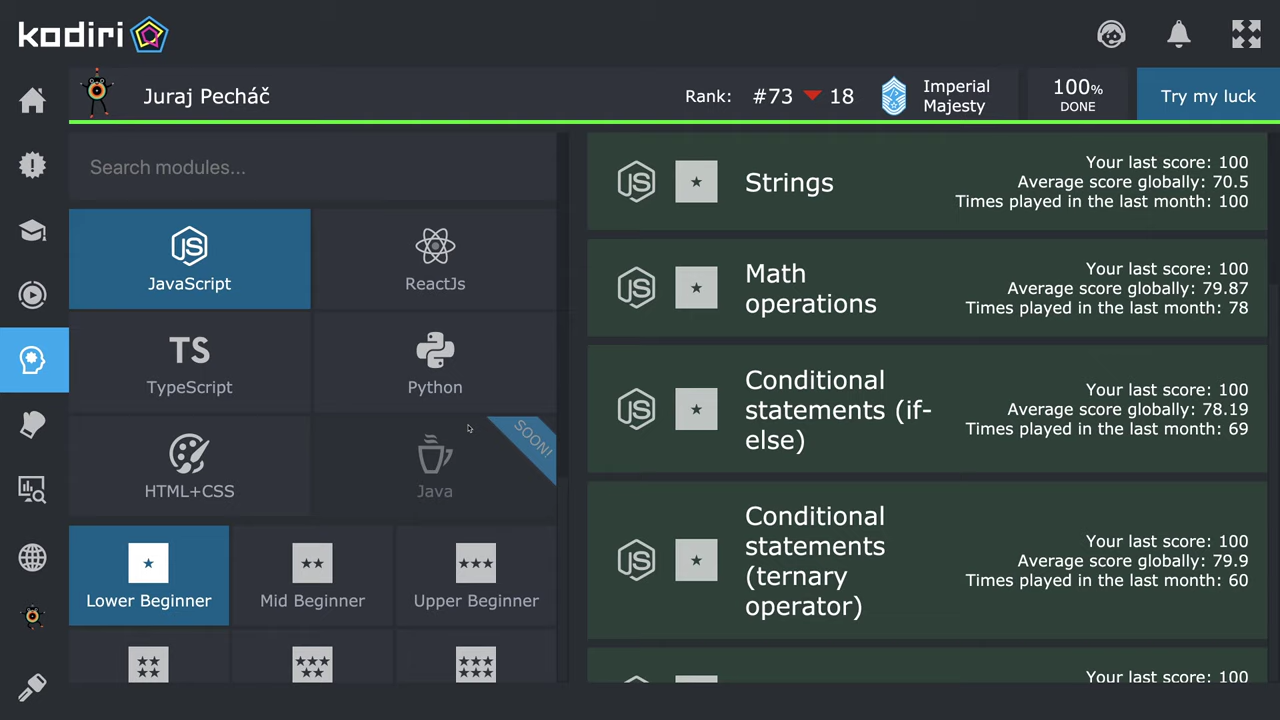 kodiri
Juraj Pecháč
Rank: #73 18
Imperial
Majesty
100%
DONE
Try my luck
Search modules...
JS
JavaScript
ReactJs
TS
TypeScript
Python
HTML+CSS
SOON!
Java
Lower Beginner
Mid Beginner
Upper Beginner
JS
Strings
Your last score: 100
Average score globally: 70.5
Times played in the last month: 100
JS
Math
operations
Your last score: 100
Average score globally: 79.87
Times played in the last month: 78
JS
Conditional
statements (if-
else)
Your last score: 100
Average score globally: 78.19
Times played in the last month: 69
JS
Conditional
statements
(ternary
operator)
Your last score: 100
Average score globally: 79.9
Times played in the last month: 60
Your last score: 100